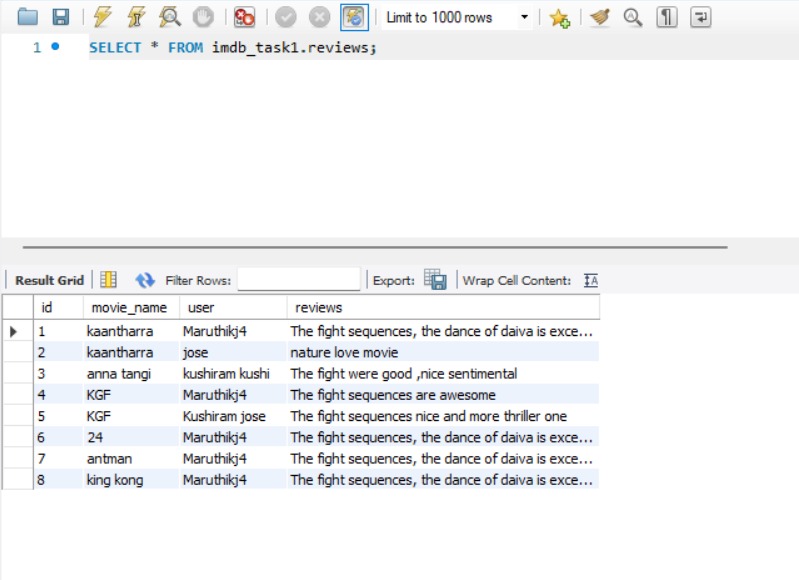 Limit to 1000 rows
1 SELECT * FROM imdb_task1.reviews;
Result Grid Filter Rows: Export: Wrap Cell Content:
id movie_name user reviews
1 kaantharra Maruthikj4 The fight sequences, the dance of daiva is exce...
2 kaantharra jose nature love movie
3 anna tangi kushiram kushi The fight were good ,nice sentimental
4 KGF Maruthikj4 The fight sequences are awesome
5 KGF Kushiram jose The fight sequences nice and more thriller one
6 24 Maruthikj4 The fight sequences, the dance of daiva is exce...
7 antman Maruthikj4 The fight sequences, the dance of daiva is exce...
8 king kong Maruthikj4 The fight sequences, the dance of daiva is exce...